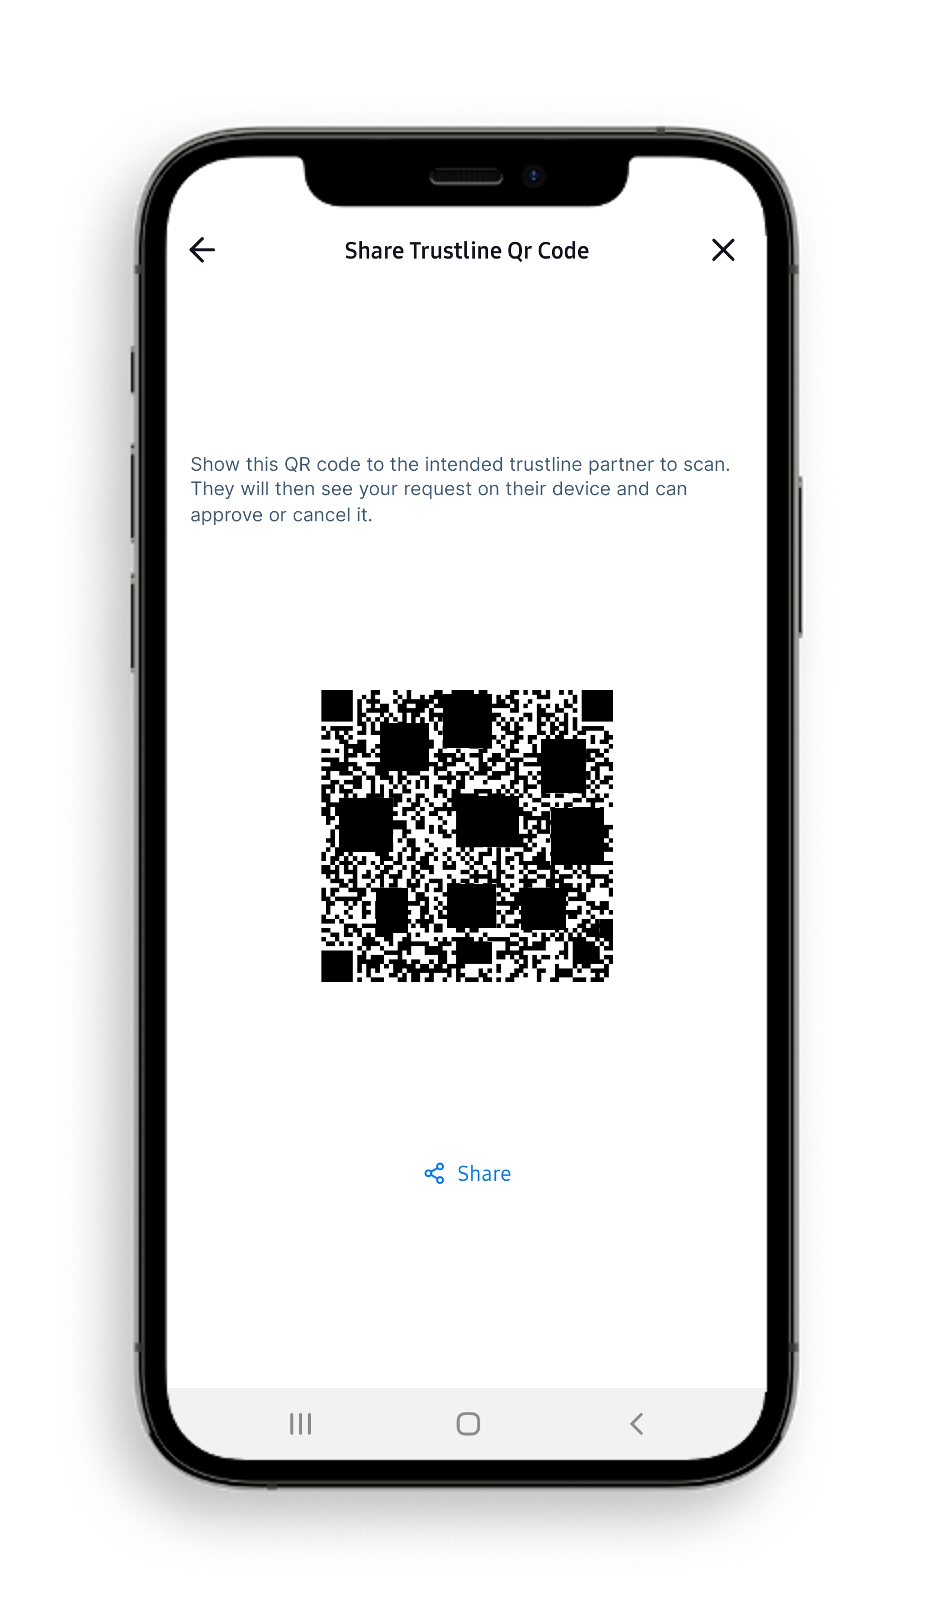 Share Trustline Qr Code
Show this QR code to the intended trustline partner to scan.
They will then see your request on their device and can
approve or cancel it.
Share